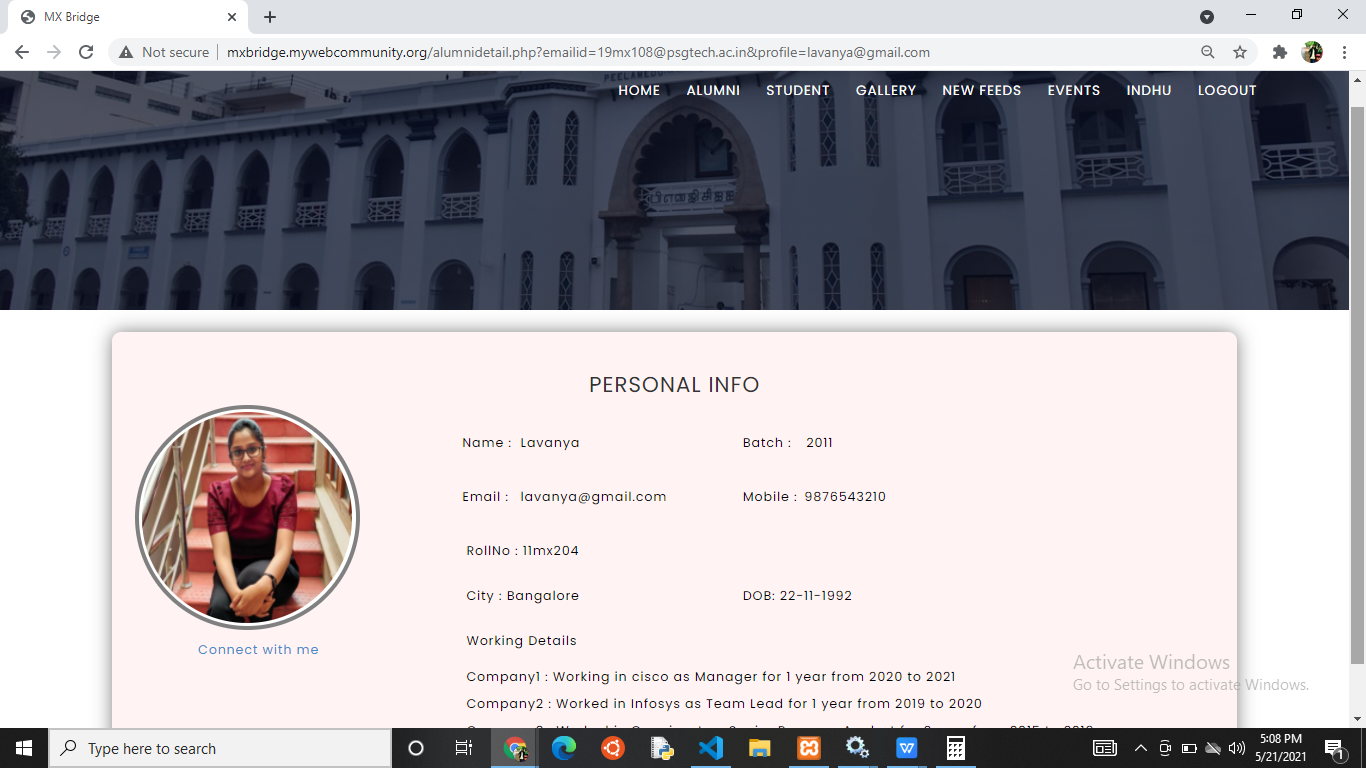 MX Bridge
Not secure
mxbridge.mywebcommunity.org/alumnidetail.php?emailid=19mx108@psgtech.ac.in&profile=lavanya@gmail.com
HOME ALUMNI STUDENT GALLERY NEW FEEDS EVENTS INDHU LOGOUT
PERSONAL INFO
Name : Lavanya Batch : 2011
Email : lavanya@gmail.com Mobile : 9876543210
RollNo : 11mx204
City : Bangalore DOB: 22-11-1992
Working Details
Connect with me
Company1 : Working in cisco as Manager for 1 year from 2020 to 2021
Company2 : Worked in Infosys as Team Lead for 1 year from 2019 to 2020
Activate Windows
Go to Settings to activate Windows.
Type here to search
5:08 PM
5/21/2021
1